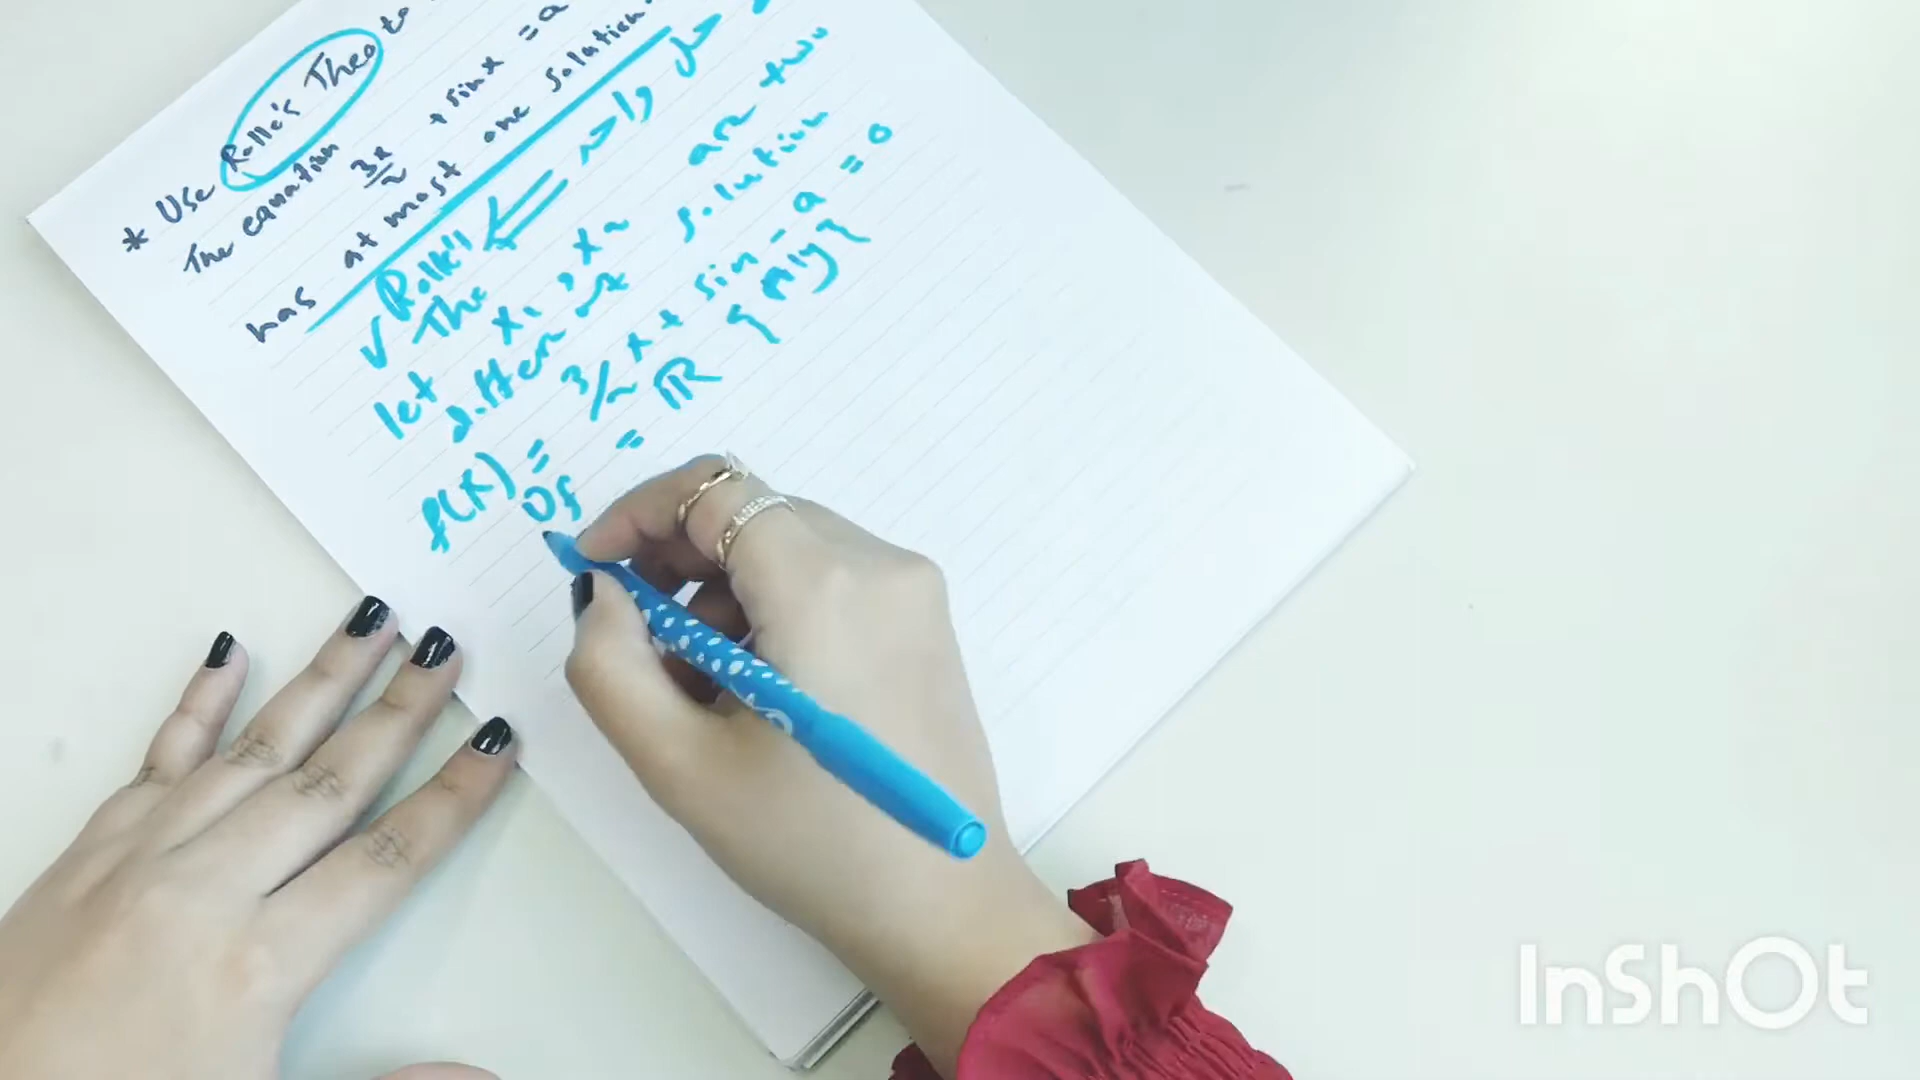 * Use Rolle's Theo to
The equation 3x/2 + sinx = a
has at most one solution.
✓ Rolle's
The
let x₁, x₂ are two
different solution
f(x) = 3/2 x + sin - a = 0
Df = ℝ
InShOt